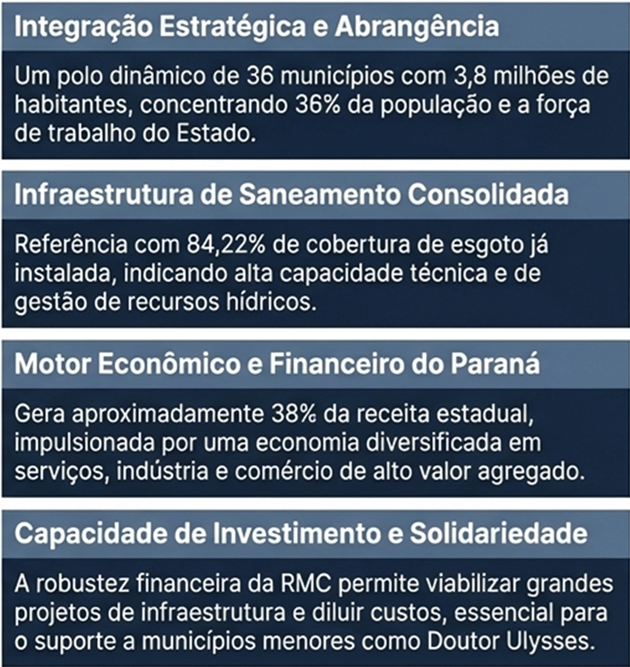 Integração Estratégica e Abrangência
Um polo dinâmico de 36 municípios com 3,8 milhões de
habitantes, concentrando 36% da população e a força
de trabalho do Estado.
Infraestrutura de Saneamento Consolidada
Referência com 84,22% de cobertura de esgoto já
instalada, indicando alta capacidade técnica e de
gestão de recursos hídricos.
Motor Econômico e Financeiro do Paraná
Gera aproximadamente 38% da receita estadual,
impulsionada por uma economia diversificada em
serviços, indústria e comércio de alto valor agregado.
Capacidade de Investimento e Solidariedade
A robustez financeira da RMC permite viabilizar grandes
projetos de infraestrutura e diluir custos, essencial para
o suporte a municípios menores como Doutor Ulysses.